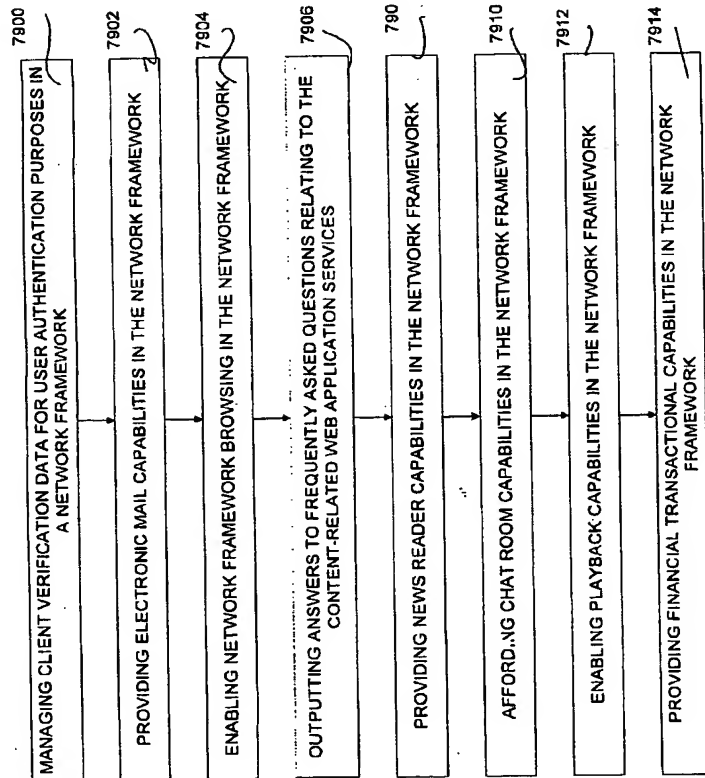 7900
MANAGING CLIENT VERIFICATION DATA FOR USER AUTHENTICATION PURPOSES IN
A NETWORK FRAMEWORK
7902
PROVIDING ELECTRONIC MAIL CAPABILITIES IN THE NETWORK FRAMEWORK
7904
ENABLING NETWORK FRAMEWORK BROWSING IN THE NETWORK FRAMEWORK
7906
OUTPUTTING ANSWERS TO FREQUENTLY ASKED QUESTIONS RELATING TO THE
CONTENT-RELATED WEB APPLICATION SERVICES
790
PROVIDING NEWS READER CAPABILITIES IN THE NETWORK FRAMEWORK
7910
AFFORD..NG CHAT ROOM CAPABILITIES IN THE NETWORK FRAMEWORK
7912
ENABLING PLAYBACK CAPABILITIES IN THE NETWORK FRAMEWORK
7914
PROVIDING FINANCIAL TRANSACTIONAL CAPABILITIES IN THE NETWORK
FRAMEWORK